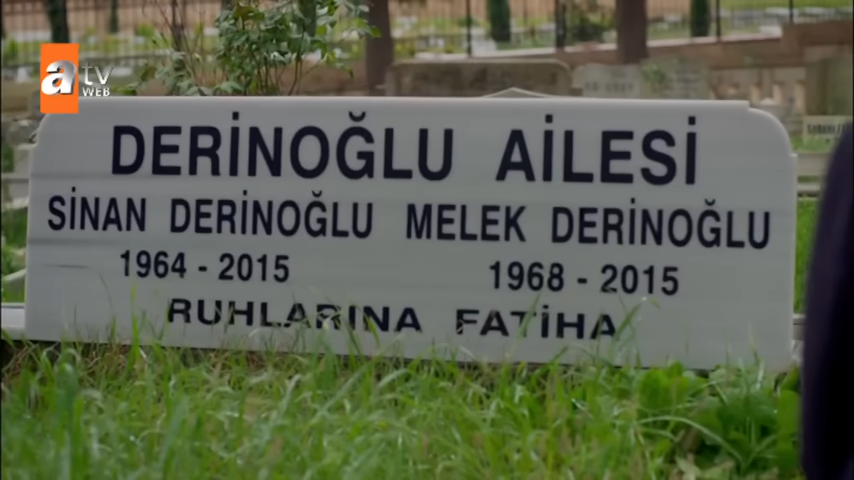 atv
WEB
DERİNOĞLU AİLESİ
SİNAN DERİNOĞLU MELEK DERİNOĞLU
1964 - 2015 1968 - 2015
RUHLARINA FATİHA